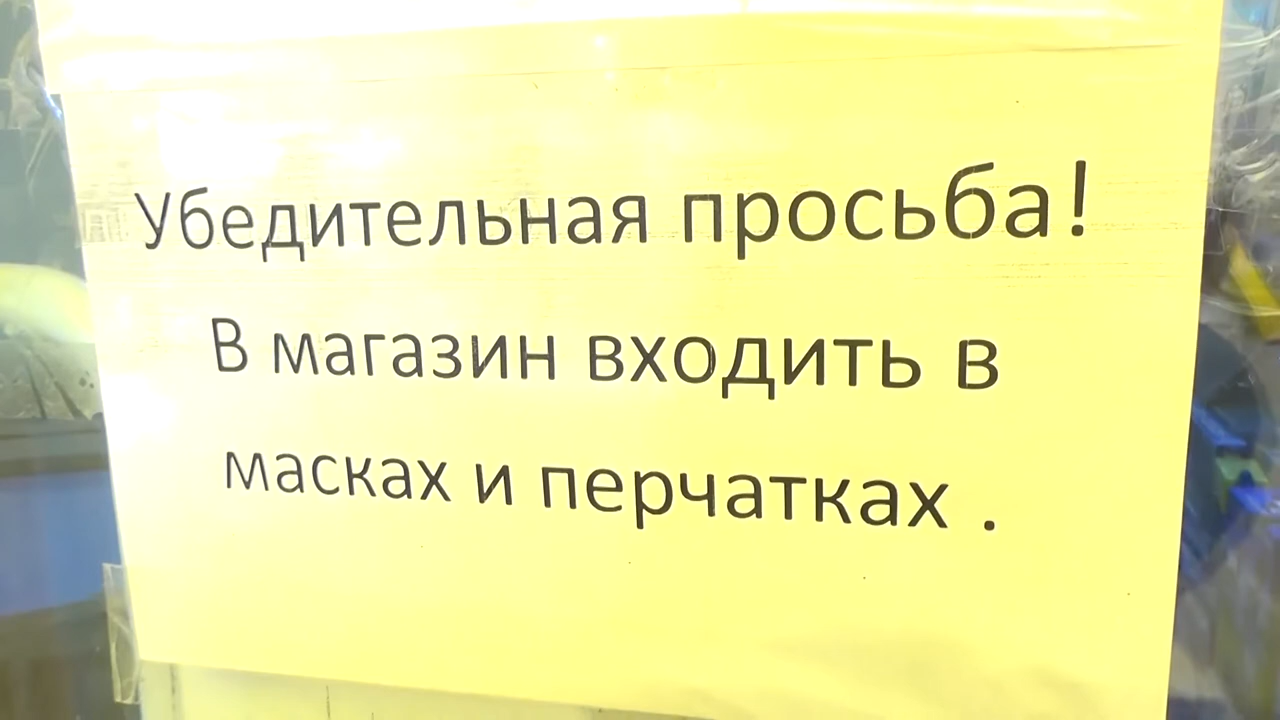 Убедительная просьба!
В магазин входить в
масках и перчатках .